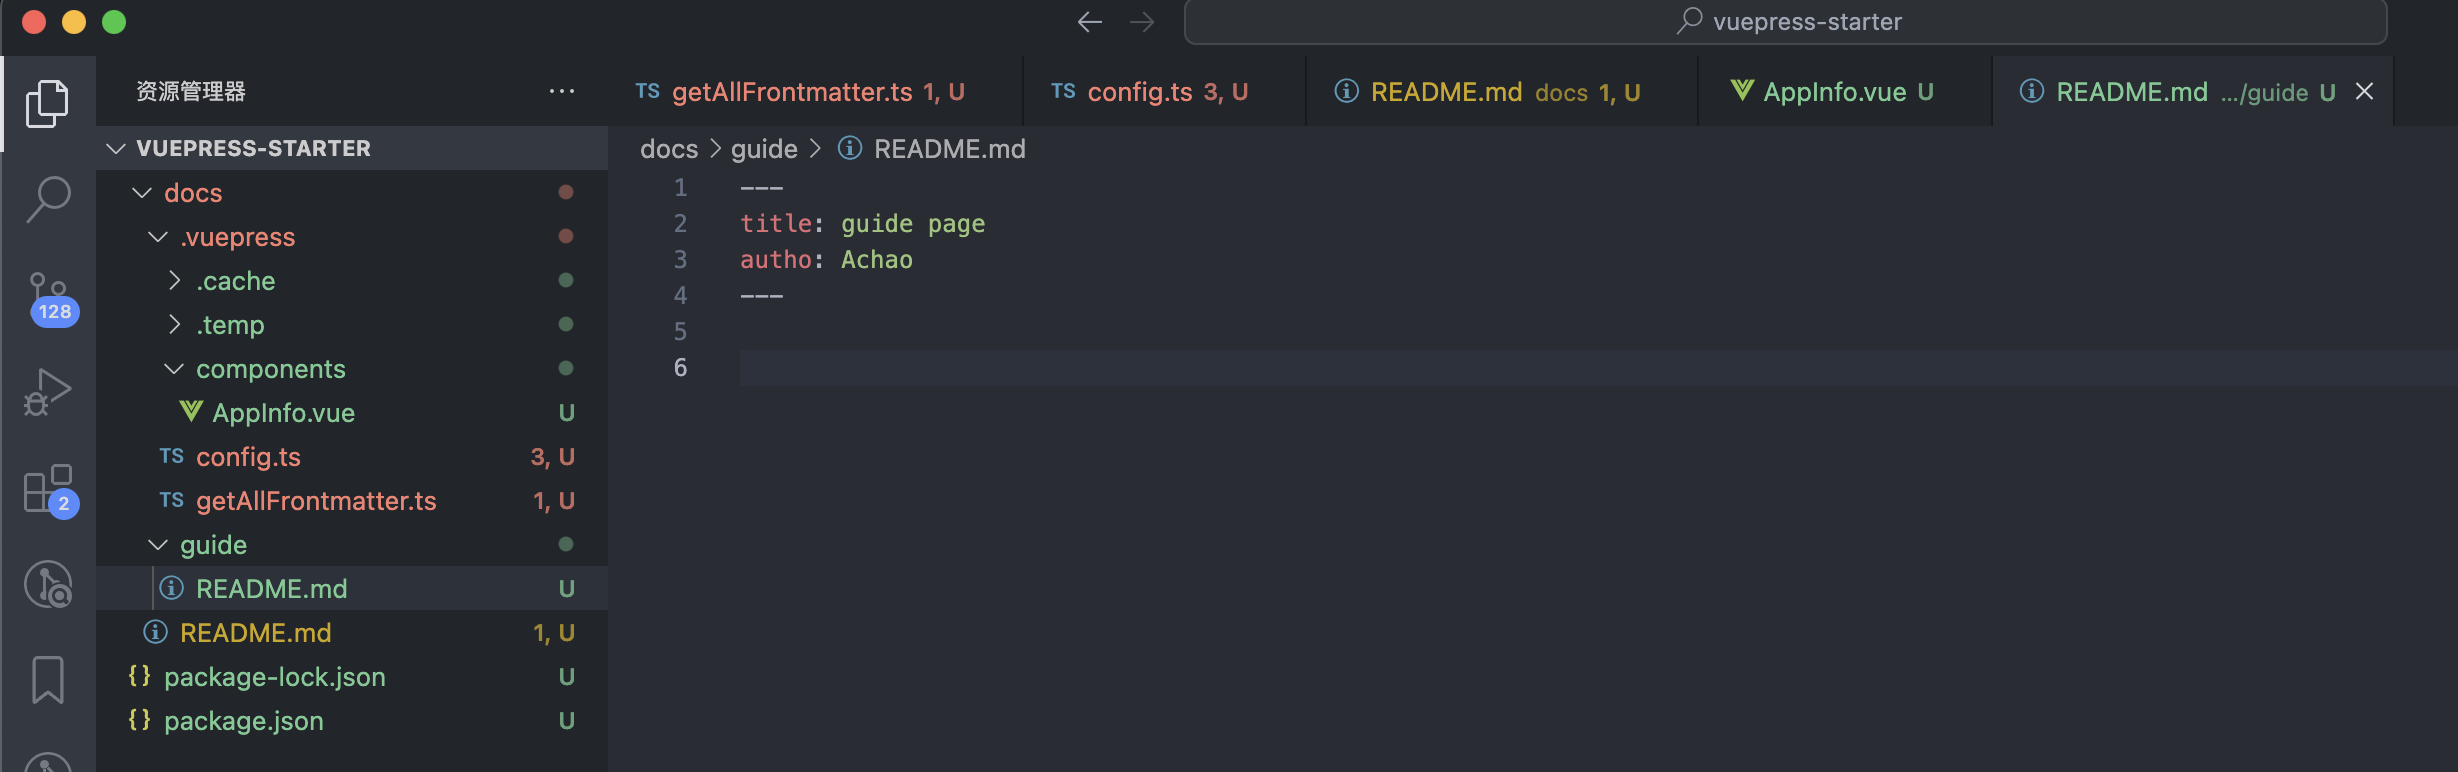 vuepress-starter
资源管理器 ...
TS getAllFrontmatter.ts 1, U
TS config.ts 3, U
README.md docs 1, U
AppInfo.vue U
README.md .../guide U
VUEPRESS-STARTER
docs
.vuepress
.cache
.temp
components
AppInfo.vue U
TS config.ts 3, U
TS getAllFrontmatter.ts 1, U
guide
README.md U
README.md 1, U
{} package-lock.json U
{} package.json U
128
2
docs > guide > README.md
1 ---
2 title: guide page
3 autho: Achao
4 ---
5
6